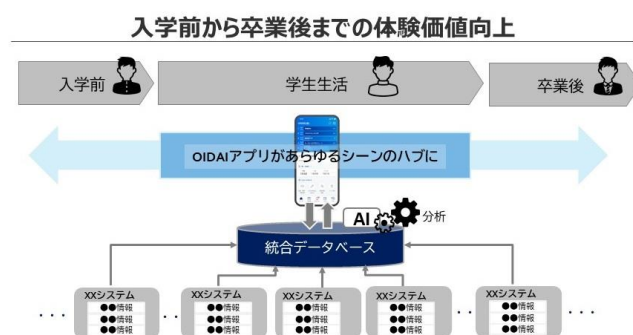 入学前から卒業後までの体験価値向上
入学前
学生生活
卒業後
OIDAIアプリがあらゆるシーンのハブに
AI
分析
統合データベース
XXシステム
●●情報
●●情報
●●情報
XXシステム
●●情報
●●情報
●●情報
XXシステム
●●情報
●●情報
●●情報
XXシステム
●●情報
●●情報
●●情報
XXシステム
●●情報
●●情報
●●情報